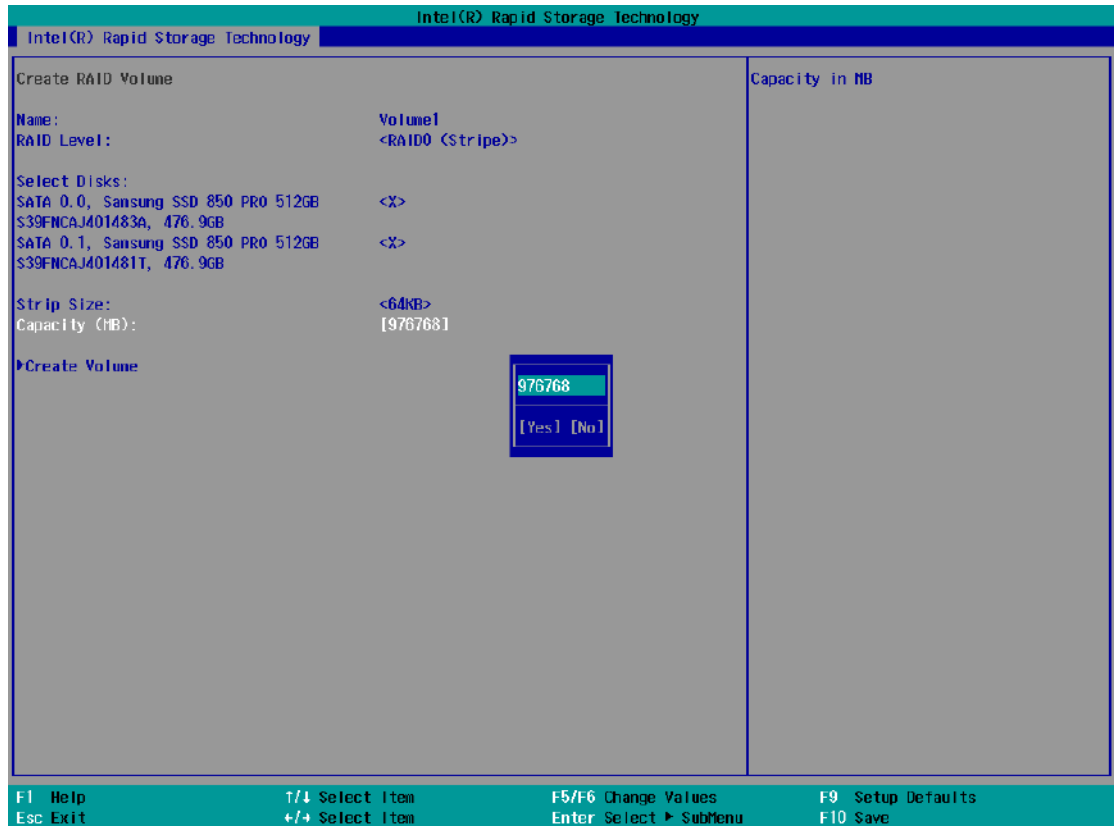 Intel(R) Rapid Storage Technology
Intel(R) Rapid Storage Technology
Create RAID Volume
Capacity in MB
Name: Volume1
RAID Level: <RAID0 (Stripe)>
Select Disks:
SATA 0.0, Samsung SSD 850 PRO 512GB <X>
S39FNCAJ401483A, 476.9GB
SATA 0.1, Samsung SSD 850 PRO 512GB <X>
S39FNCAJ401481T, 476.9GB
Strip Size: <64KB>
Capacity (MB): [976768]
▶Create Volume
976768
[Yes] [No]
F1 Help ↑/↓ Select Item F5/F6 Change Values F9 Setup Defaults
Esc Exit ←/→ Select Item Enter Select ▶ SubMenu F10 Save